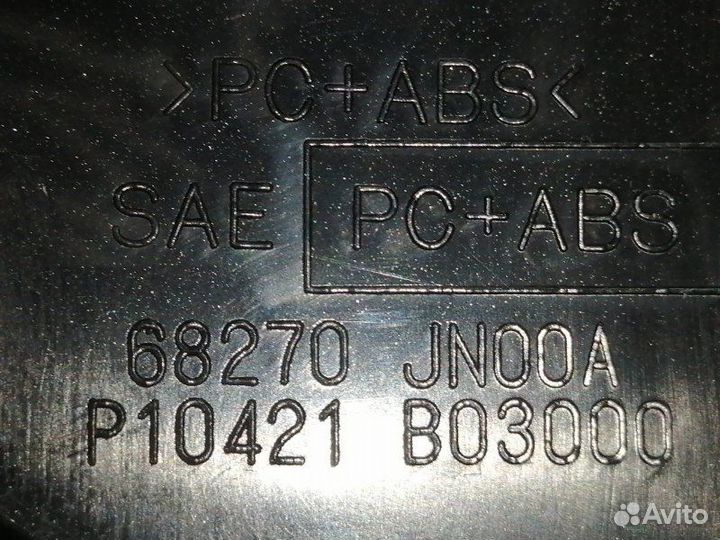 >PC+ABS<
SAE PC+ABS
68270 JN00A
P10421 B03000
Avito